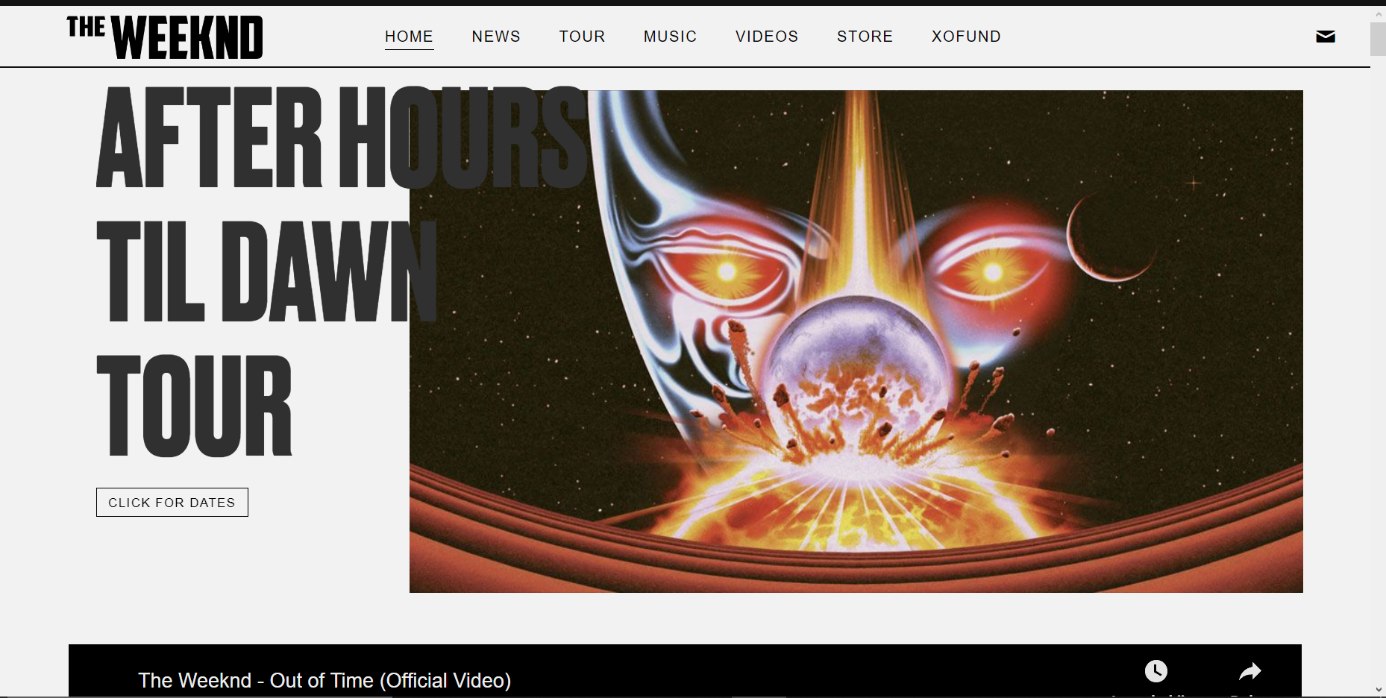 THE WEEKND
HOME NEWS TOUR MUSIC VIDEOS STORE XOFUND
AFTER HOURS
TIL DAWN
TOUR
CLICK FOR DATES
The Weeknd - Out of Time (Official Video)